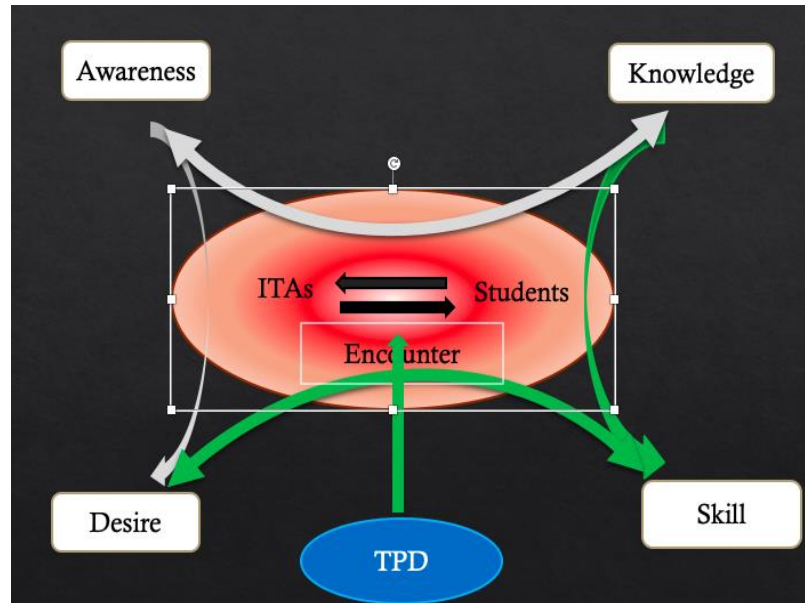 Awareness
Knowledge
ITAs
Students
Encounter
Desire
Skill
TPD